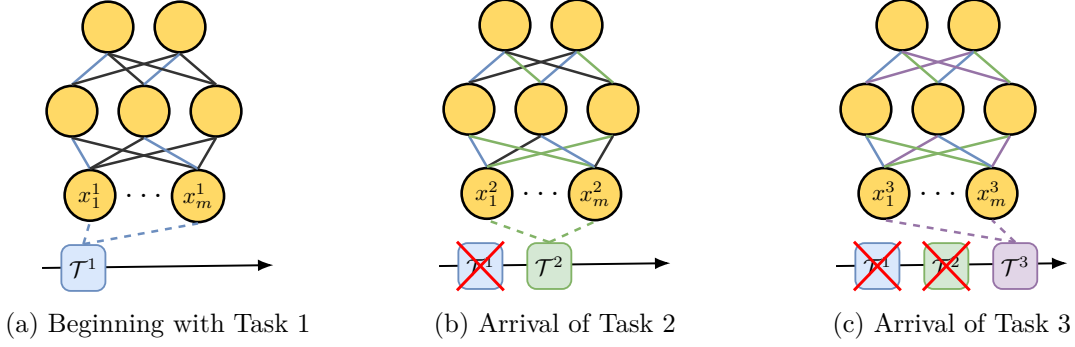 x_1^1 ··· x_m^1
𝒯^1
(a) Beginning with Task 1
x_1^2 ··· x_m^2
𝒯^1 𝒯^2
(b) Arrival of Task 2
x_1^3 ··· x_m^3
𝒯^1 𝒯^2 𝒯^3
(c) Arrival of Task 3